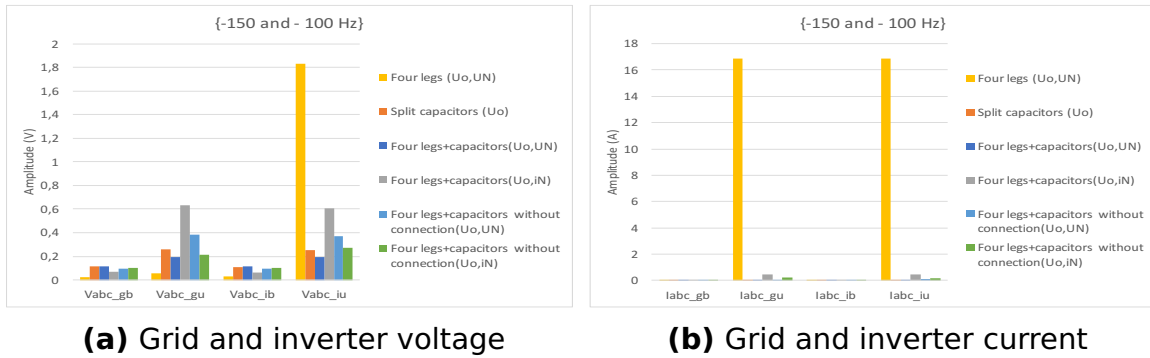 {-150 and - 100 Hz}
Amplitude (V)
2
1,8
1,6
1,4
1,2
1
0,8
0,6
0,4
0,2
0
Vabc_gb Vabc_gu Vabc_ib Vabc_iu
Four legs (Uo,UN)
Split capacitors (Uo)
Four legs+capacitors(Uo,UN)
Four legs+capacitors(Uo,iN)
Four legs+capacitors without
connection(Uo,UN)
Four legs+capacitors without
connection(Uo,iN)
(a) Grid and inverter voltage
{-150 and - 100 Hz}
Amplitude (A)
18
16
14
12
10
8
6
4
2
0
Iabc_gb Iabc_gu Iabc_ib Iabc_iu
Four legs (Uo,UN)
Split capacitors (Uo)
Four legs+capacitors(Uo,UN)
Four legs+capacitors(Uo,iN)
Four legs+capacitors without
connection(Uo,UN)
Four legs+capacitors without
connection(Uo,iN)
(b) Grid and inverter current